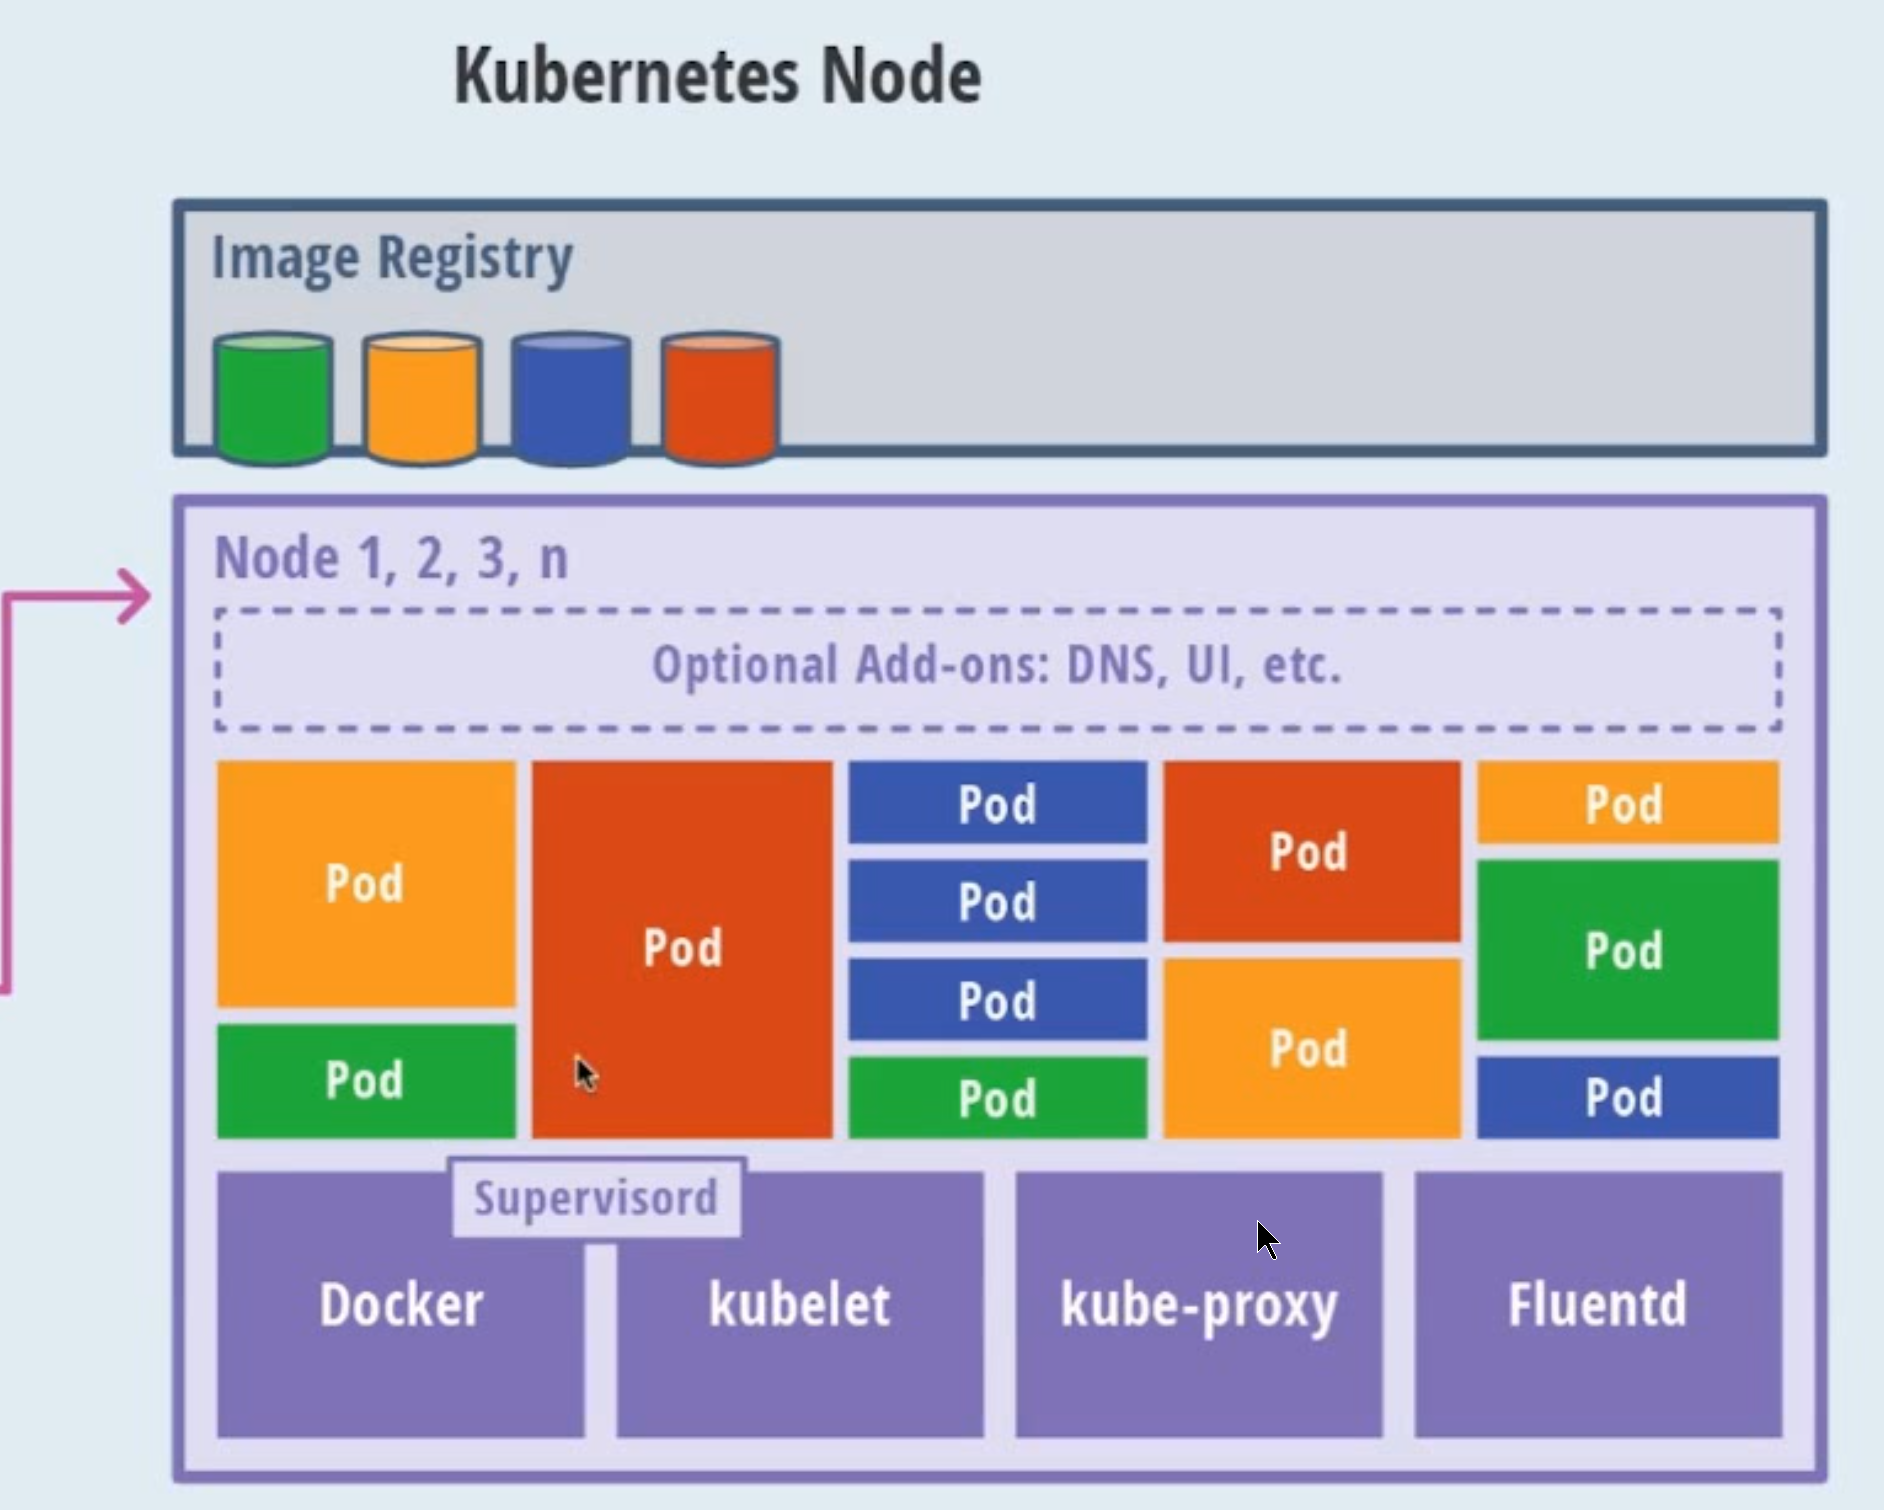 Kubernetes Node
Image Registry
Node 1, 2, 3, n
Optional Add-ons: DNS, UI, etc.
Pod
Pod
Pod
Pod
Pod
Pod
Pod
Pod
Pod
Pod
Pod
Pod
Supervisord
Docker
kubelet
kube-proxy
Fluentd